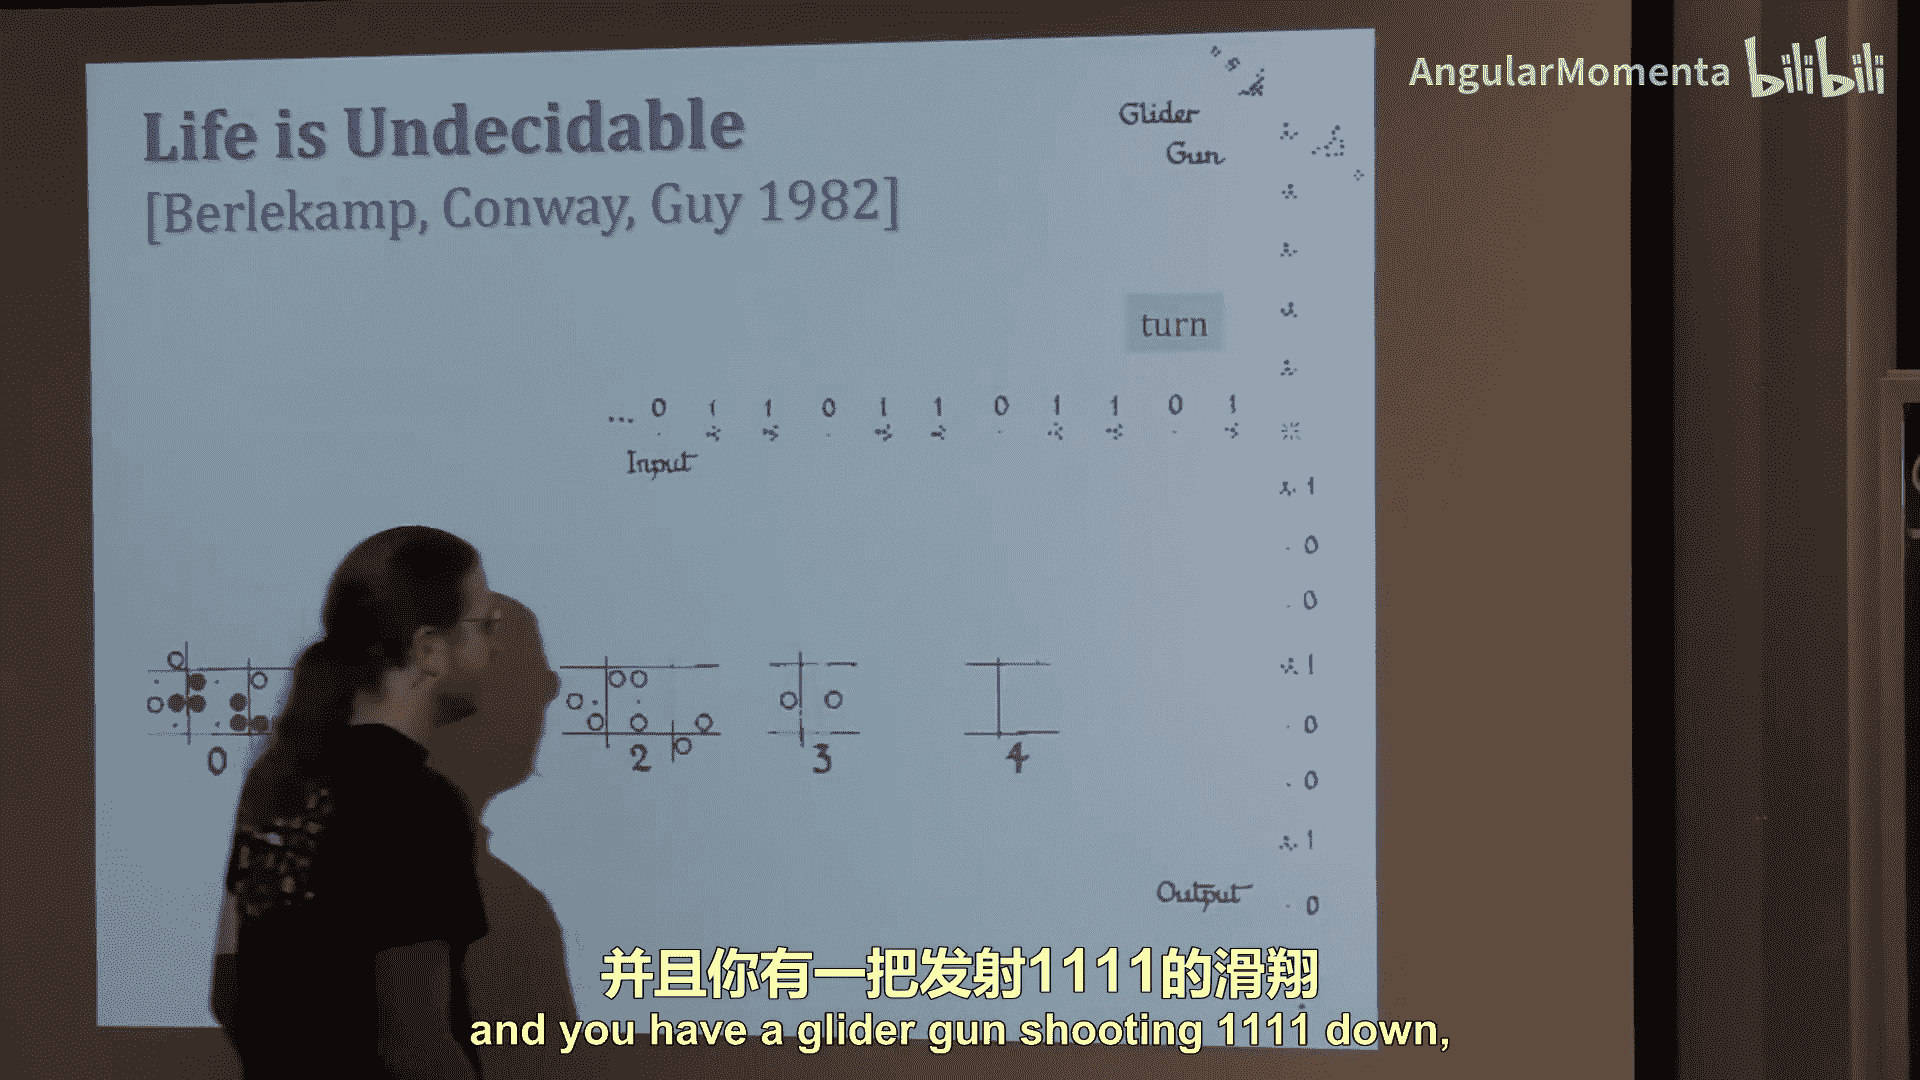 AngularMomenta bilibili
Life is Undecidable
[Berlekamp, Conway, Guy 1982]
Glider
Gun
turn
... 0 1 1 0 1 1 0 1 1 0 1
Input
1
0
0
1
0
0
1
0
0 2 3 4
Output
并且你有一把发射1111的滑翔
and you have a glider gun shooting 1111 down,